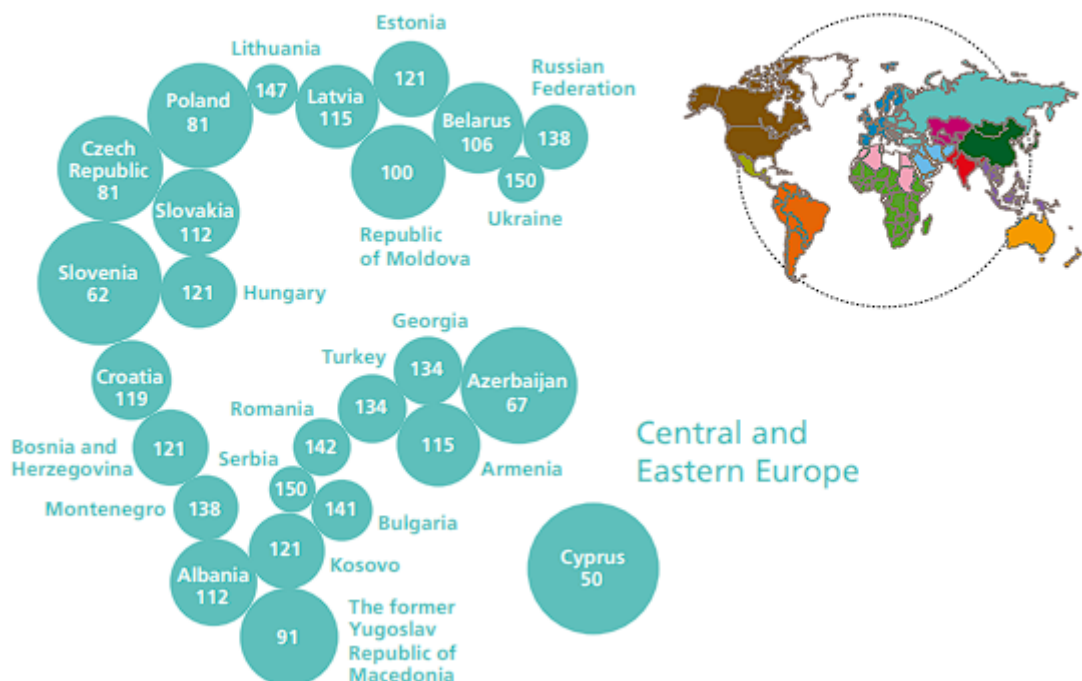 Estonia
121
Lithuania
147
Latvia
115
Russian
Federation
138
Poland
81
Belarus
106
Czech
Republic
81
100
Republic
of Moldova
150
Ukraine
Slovakia
112
Slovenia
62
121
Hungary
Georgia
134
Turkey
134
Azerbaijan
67
Croatia
119
Romania
142
115
Armenia
Central and
Eastern Europe
Bosnia and
Herzegovina
121
Serbia
150
Montenegro
138
141
Bulgaria
121
Kosovo
Cyprus
50
Albania
112
91
The former
Yugoslav
Republic of
Macedonia